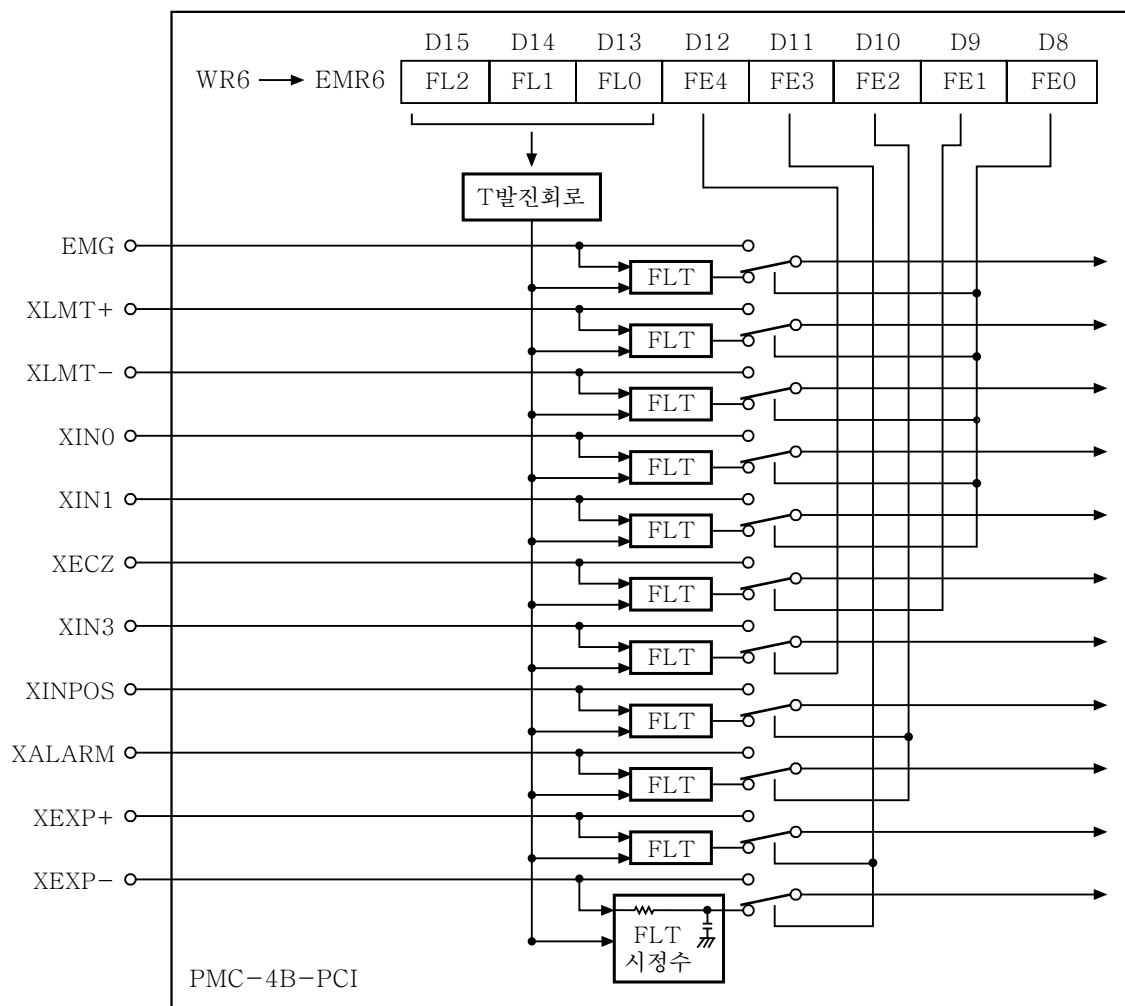 D15 D14 D13 D12 D11 D10 D9 D8
WR6 EMR6 FL2 FL1 FL0 FE4 FE3 FE2 FE1 FE0
T발진회로
EMG
FLT
XLMT+
FLT
XLMT-
FLT
XIN0
FLT
XIN1
FLT
XECZ
FLT
XIN3
FLT
XINPOS
FLT
XALARM
FLT
XEXP+
FLT
XEXP-
FLT
시정수
PMC-4B-PCI